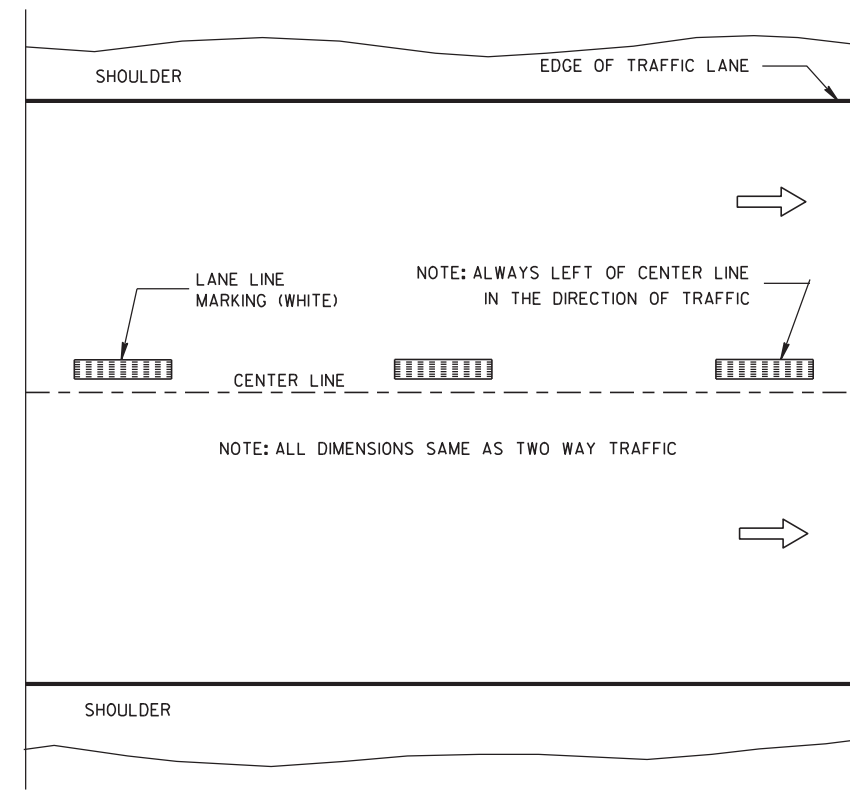 SHOULDER
EDGE OF TRAFFIC LANE
LANE LINE
MARKING (WHITE)
NOTE: ALWAYS LEFT OF CENTER LINE
IN THE DIRECTION OF TRAFFIC
CENTER LINE
NOTE: ALL DIMENSIONS SAME AS TWO WAY TRAFFIC
SHOULDER